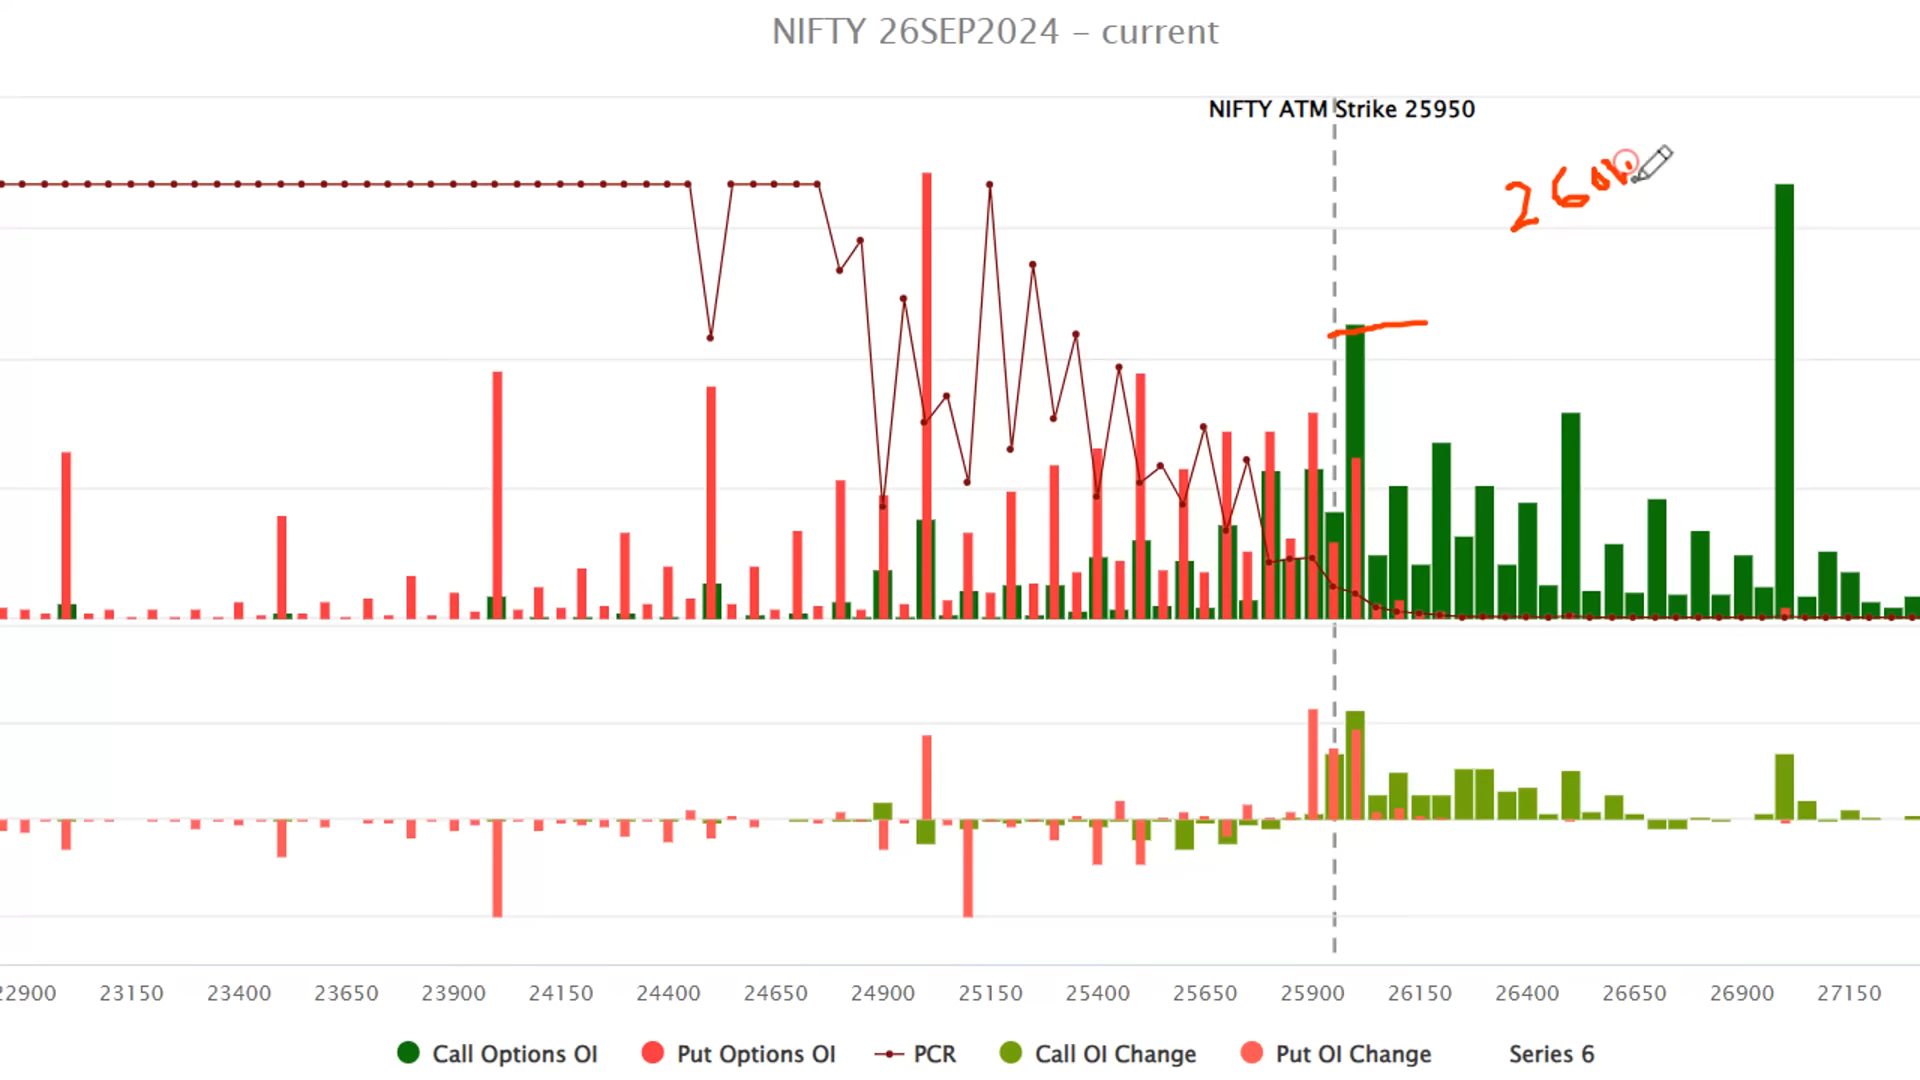 NIFTY 26SEP2024 – current
NIFTY ATM Strike 25950
22900 23150 23400 23650 23900 24150 24400 24650 24900 25150 25400 25650 25900 26150 26400 26650 26900 27150
Call Options OI Put Options OI PCR Call OI Change Put OI Change Series 6